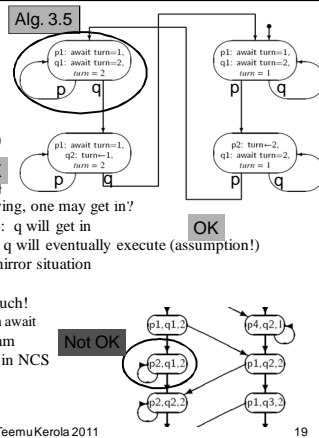 Alg. 3.5
p1: await turn=1,
q1: await turn=2,
turn = 2
p q
p1: await turn=1,
q1: await turn=2,
turn = 1
p q
p1: await turn=1,
q2: turn←1,
turn = 2
p q
p2: turn←2,
q1: await turn=2,
turn = 1
p q
ying, one may get in?
: q will get in
q will eventually execute (assumption!)
mirror situation
OK
uch!
await
am
in NCS
Not OK
p1,q1,2
p4,q2,1
p2,q1,2
p1,q2,2
p2,q2,2
p1,q3,2
Teemu Kerola 2011
19